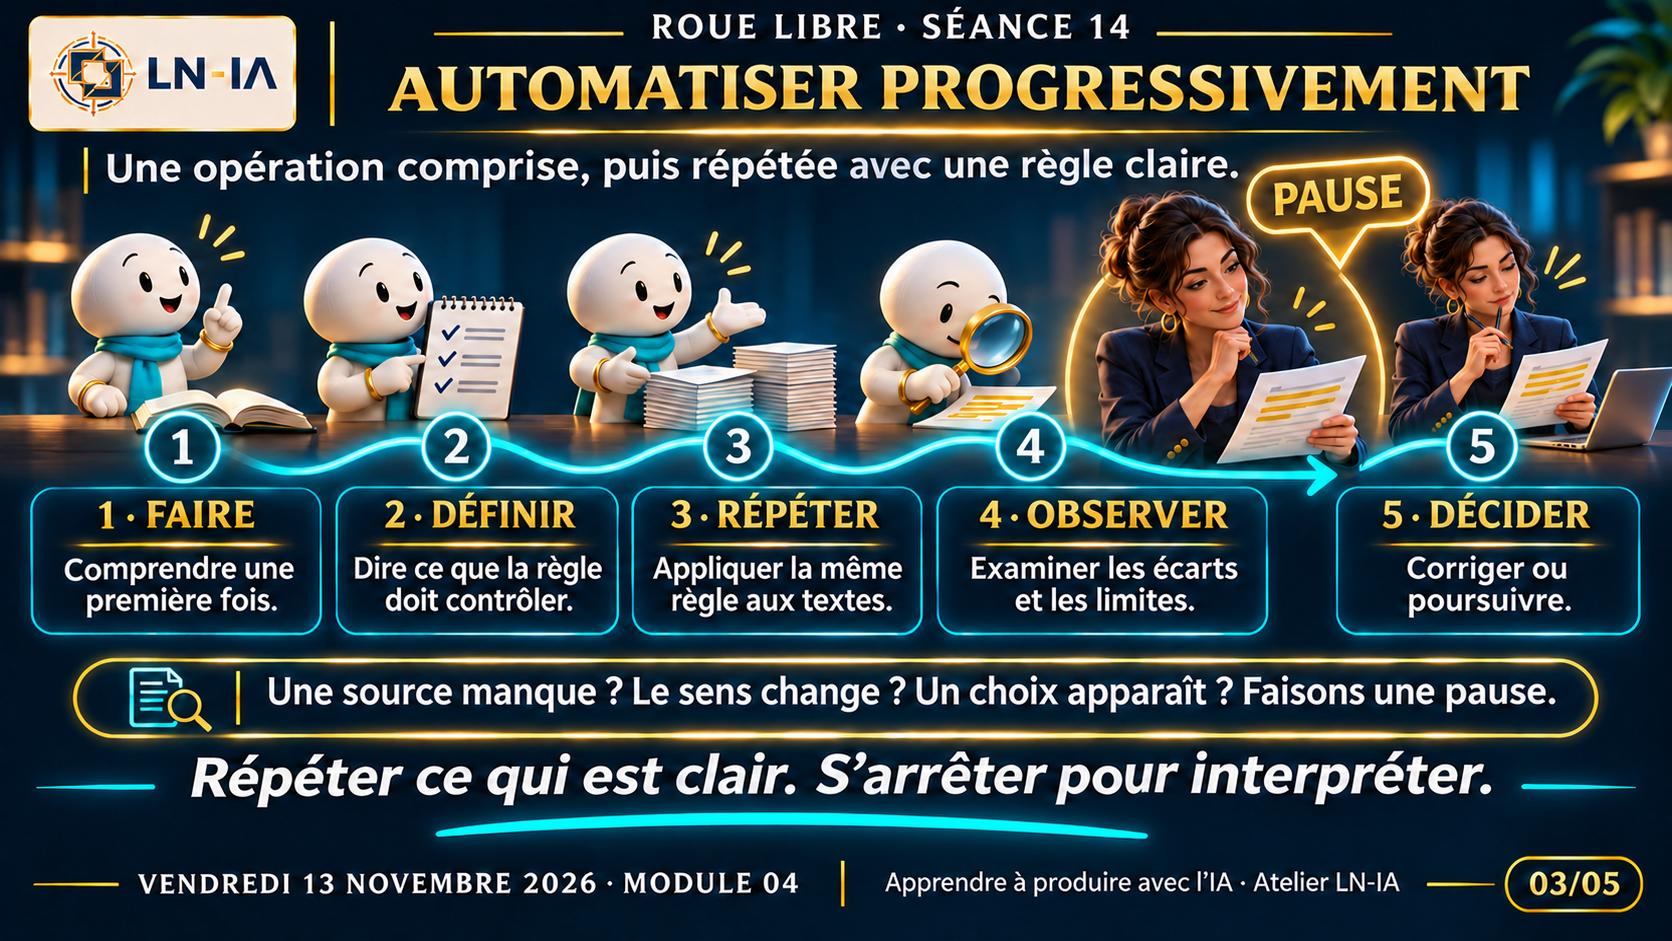 LN-IA
ROUE LIBRE · SÉANCE 14
AUTOMATISER PROGRESSIVEMENT
Une opération comprise, puis répétée avec une règle claire.
PAUSE
1
2
3
4
5
1 · FAIRE
Comprendre une
première fois.
2 · DÉFINIR
Dire ce que la règle
doit contrôler.
3 · RÉPÉTER
Appliquer la même
règle aux textes.
4 · OBSERVER
Examiner les écarts
et les limites.
5 · DÉCIDER
Corriger ou
poursuivre.
Une source manque ? Le sens change ? Un choix apparaît ? Faisons une pause.
Répéter ce qui est clair. S'arrêter pour interpréter.
VENDREDI 13 NOVEMBRE 2026 · MODULE 04
Apprendre à produire avec l'IA · Atelier LN-IA
03/05